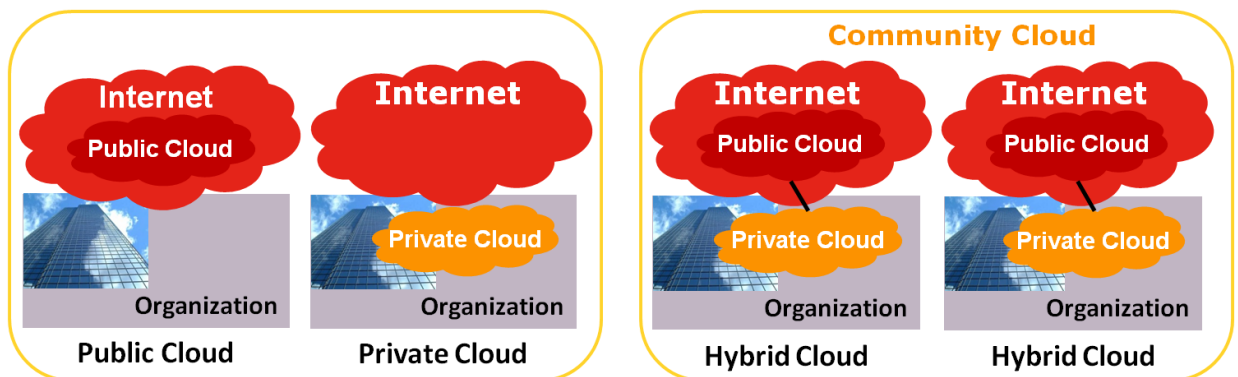 Internet
Public Cloud
Organization
Public Cloud
Internet
Private Cloud
Organization
Private Cloud
Community Cloud
Internet
Public Cloud
Private Cloud
Organization
Hybrid Cloud
Internet
Public Cloud
Private Cloud
Organization
Hybrid Cloud